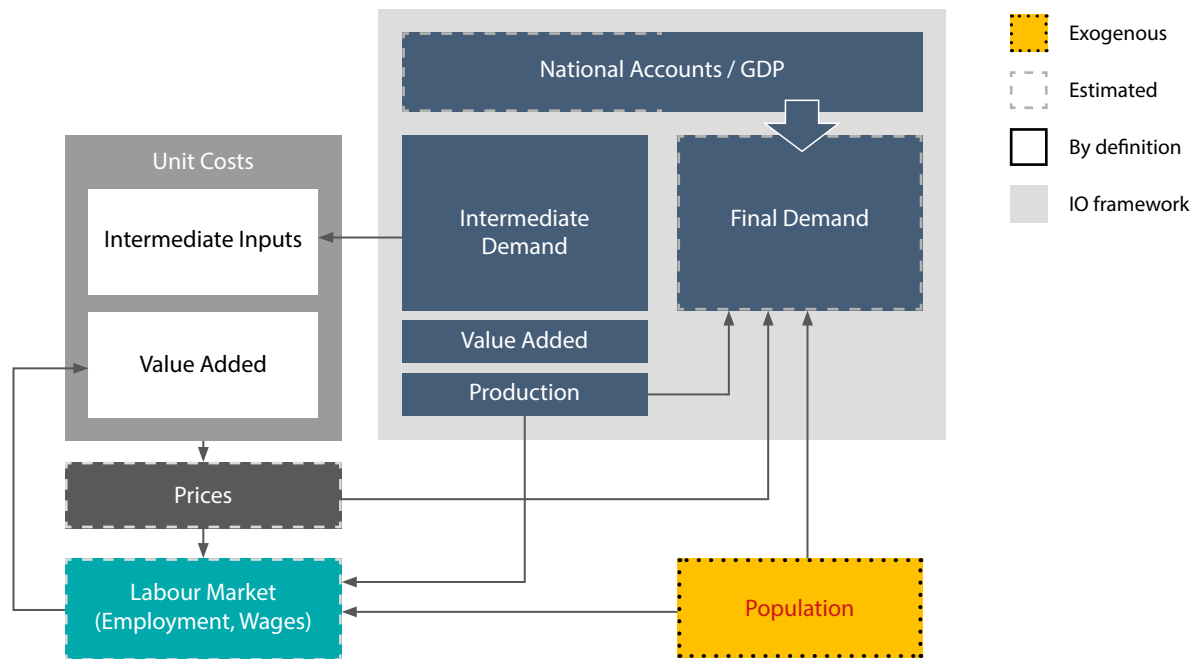 National Accounts / GDP
Exogenous
Estimated
By definition
IO framework
Unit Costs
Intermediate Inputs
Value Added
Intermediate
Demand
Final Demand
Value Added
Production
Prices
Labour Market
(Employment, Wages)
Population